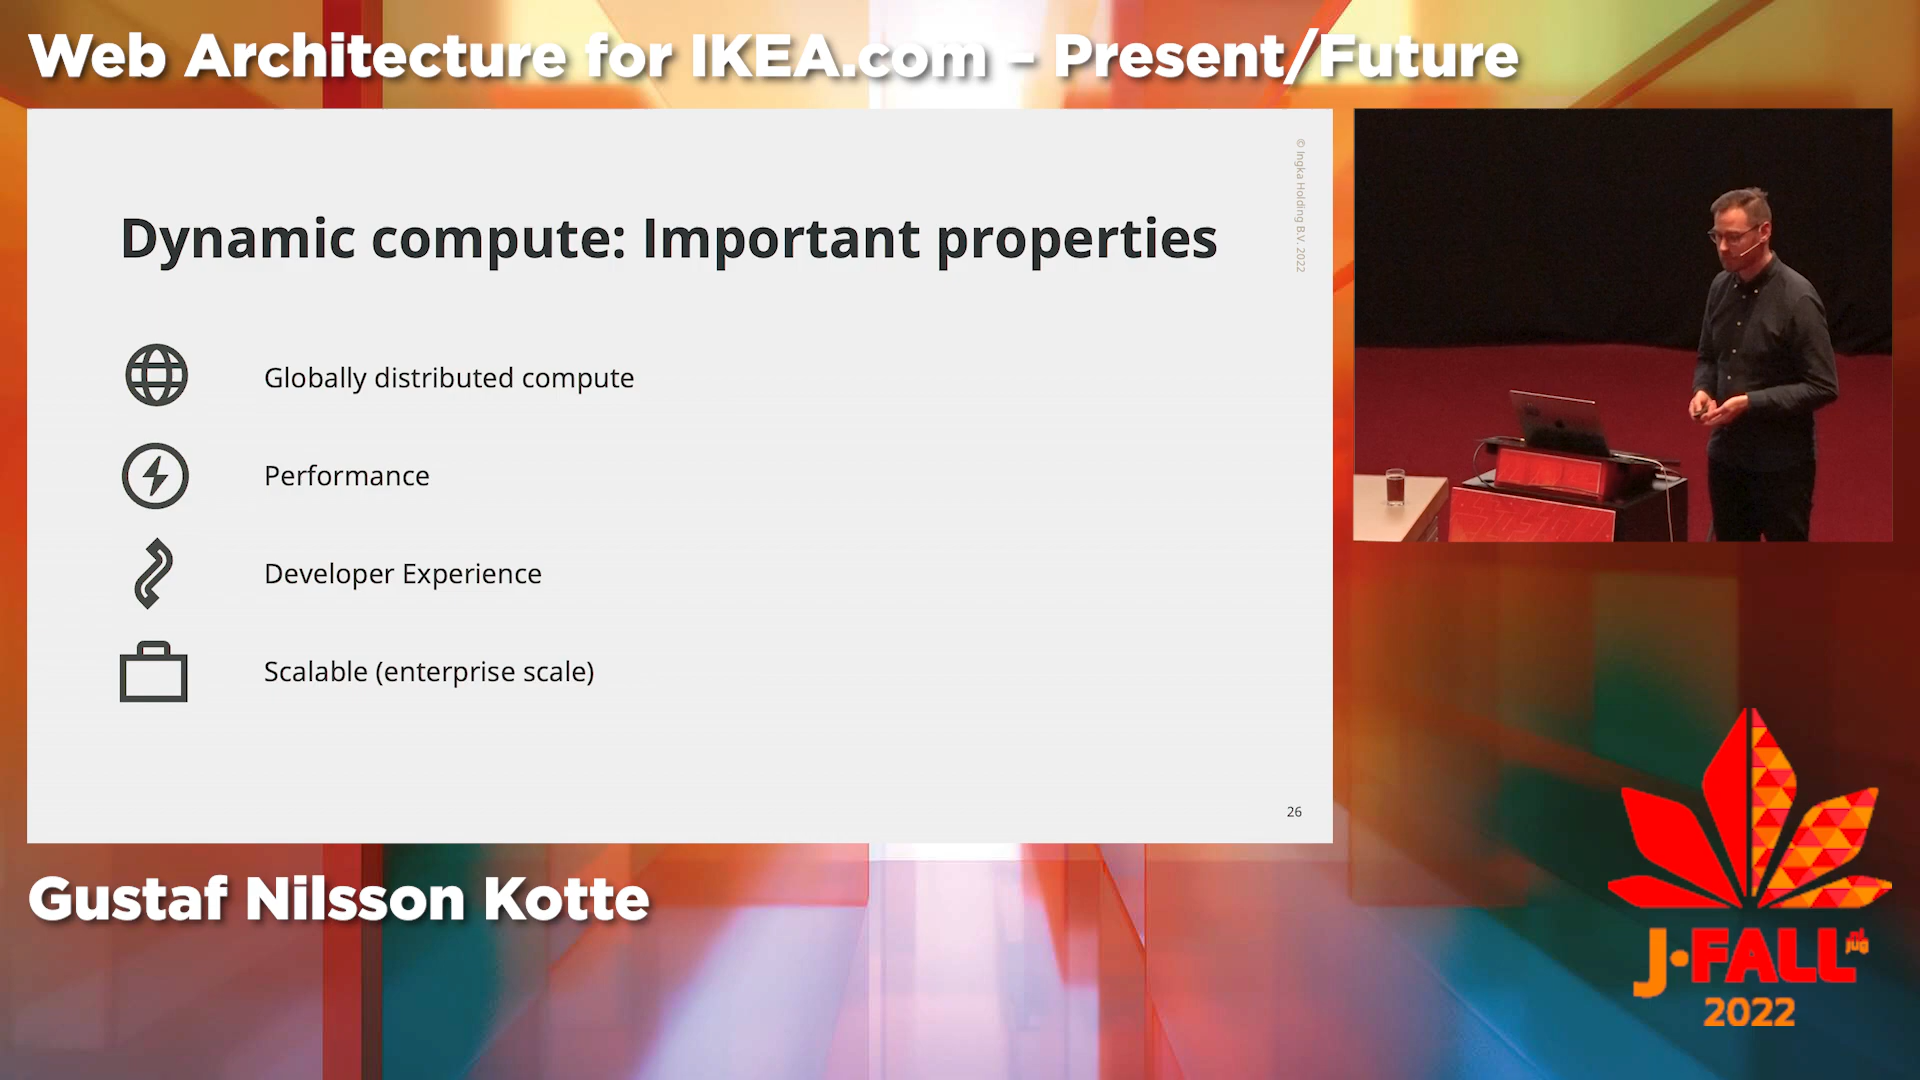 Web Architecture for IKEA.com – Present/Future
© Ingka Holding B.V. 2022
Dynamic compute: Important properties
Globally distributed compute
Performance
Developer Experience
Scalable (enterprise scale)
26
Gustaf Nilsson Kotte
J•FALL
nljug
2022